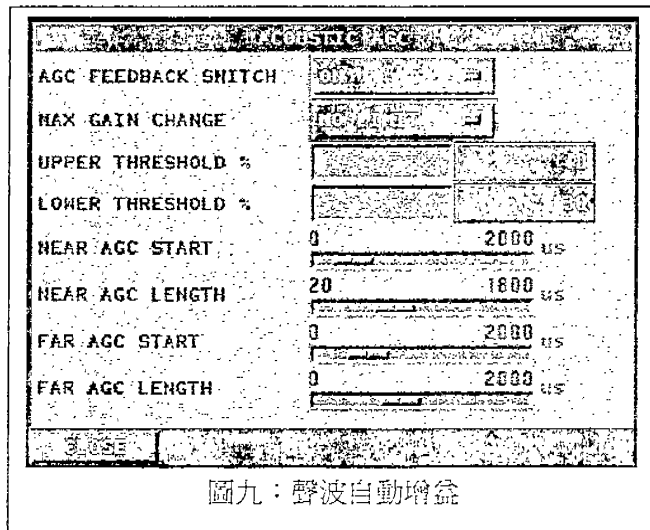 ACOUSTIC AGC
AGC FEEDBACK SWITCH
MAX GAIN CHANGE NO LIMIT
UPPER THRESHOLD %
LOWER THRESHOLD %
NEAR AGC START 0 2000 us
NEAR AGC LENGTH 20 1800 us
FAR AGC START 0 2000 us
FAR AGC LENGTH 0 2000 us
CLOSE
圖九：聲波自動增益